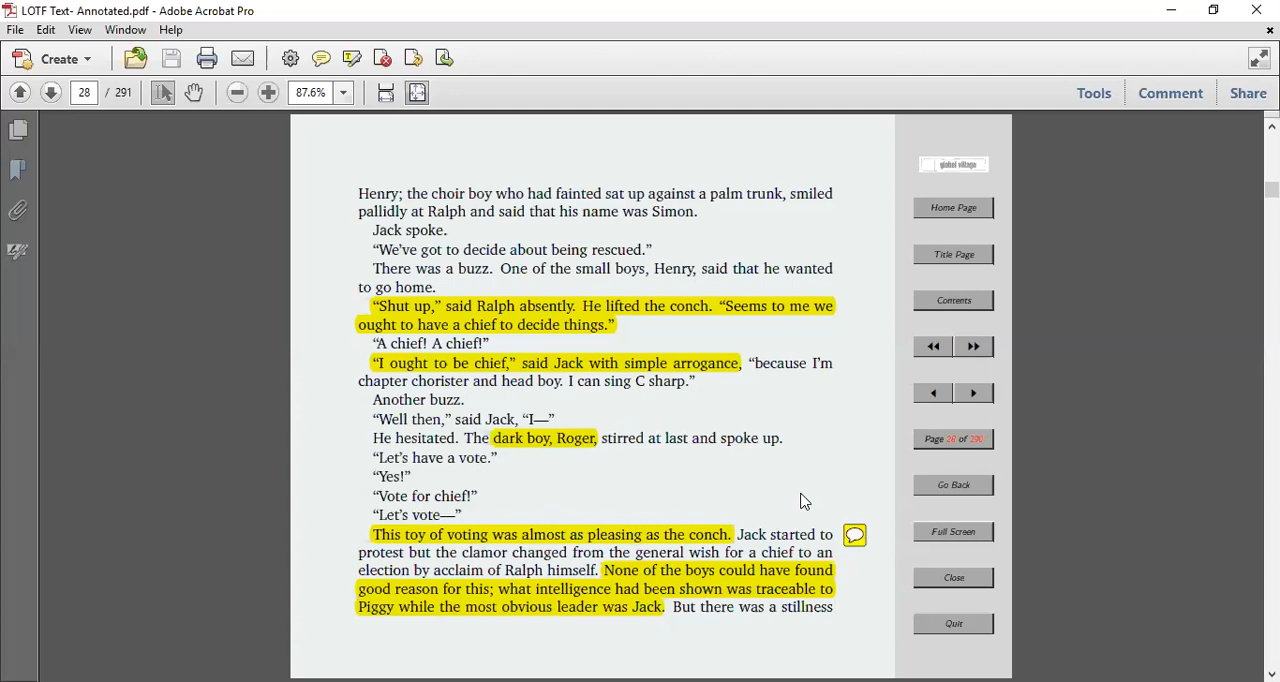 LOTF Text- Annotated.pdf - Adobe Acrobat Pro
File Edit View Window Help
Create
28 / 291 87.6% Tools Comment Share
global village
Henry; the choir boy who had fainted sat up against a palm trunk, smiled
pallidly at Ralph and said that his name was Simon.
Jack spoke.
“We’ve got to decide about being rescued.”
There was a buzz. One of the small boys, Henry, said that he wanted
to go home.
“Shut up,” said Ralph absently. He lifted the conch. “Seems to me we
ought to have a chief to decide things.”
“A chief! A chief!”
“I ought to be chief,” said Jack with simple arrogance, “because I’m
chapter chorister and head boy. I can sing C sharp.”
Another buzz.
“Well then,” said Jack, “I—”
He hesitated. The dark boy, Roger, stirred at last and spoke up.
“Let’s have a vote.”
“Yes!”
“Vote for chief!”
“Let’s vote—”
This toy of voting was almost as pleasing as the conch. Jack started to
protest but the clamor changed from the general wish for a chief to an
election by acclaim of Ralph himself. None of the boys could have found
good reason for this; what intelligence had been shown was traceable to
Piggy while the most obvious leader was Jack. But there was a stillness
Home Page
Title Page
Contents
Page 28 of 290
Go Back
Full Screen
Close
Quit